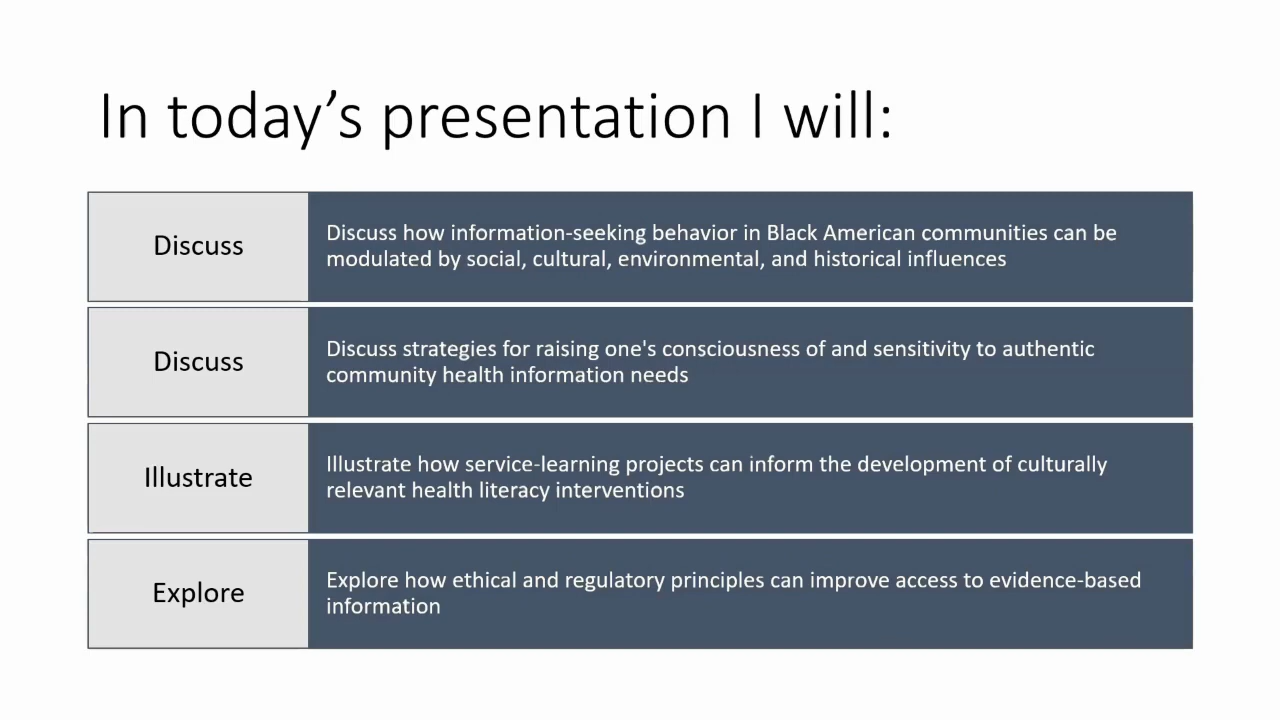 In today’s presentation I will:
Discuss
Discuss how information-seeking behavior in Black American communities can be
modulated by social, cultural, environmental, and historical influences
Discuss
Discuss strategies for raising one's consciousness of and sensitivity to authentic
community health information needs
Illustrate
Illustrate how service-learning projects can inform the development of culturally
relevant health literacy interventions
Explore
Explore how ethical and regulatory principles can improve access to evidence-based
information